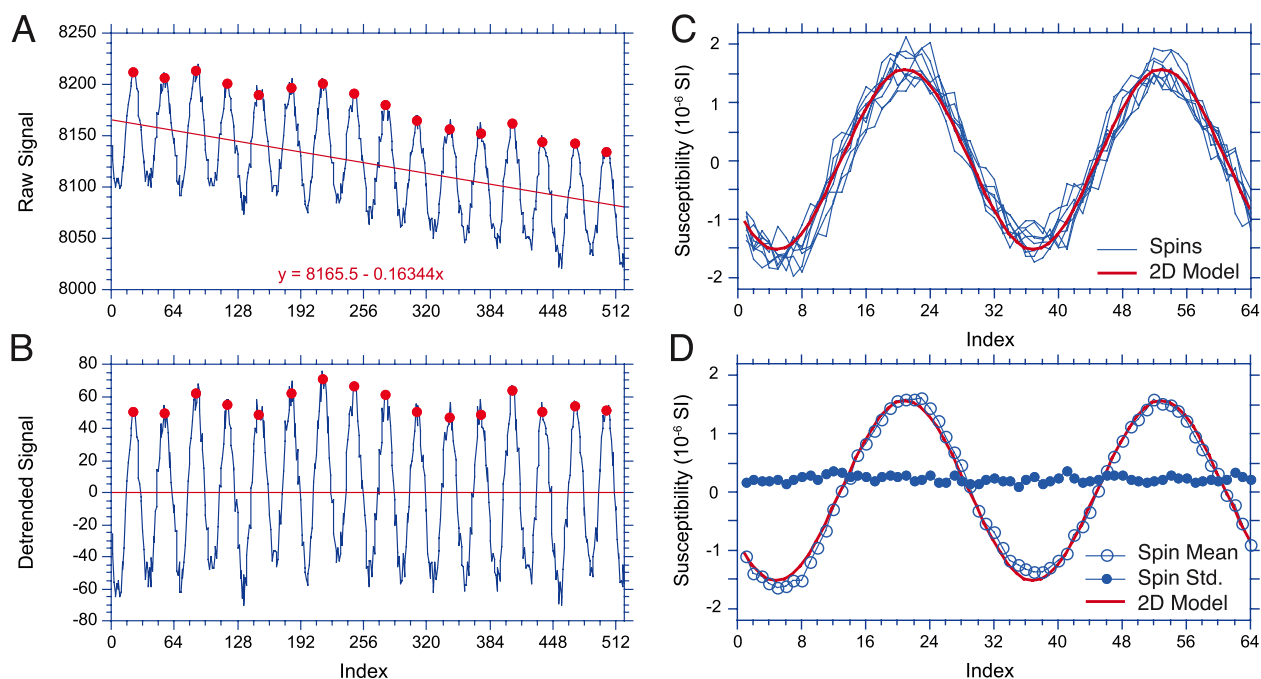 A
Raw Signal
8250
8200
8150
8100
8050
8000
y = 8165.5 - 0.16344x
0 64 128 192 256 320 384 448 512
B
Detrended Signal
80
60
40
20
0
-20
-40
-60
-80
0 64 128 192 256 320 384 448 512
Index
C
Susceptibility (10⁻⁶ SI)
2
1
0
-1
-2
Spins
2D Model
0 8 16 24 32 40 48 56 64
Index
D
Susceptibility (10⁻⁶ SI)
2
1
0
-1
-2
Spin Mean
Spin Std.
2D Model
0 8 16 24 32 40 48 56 64
Index